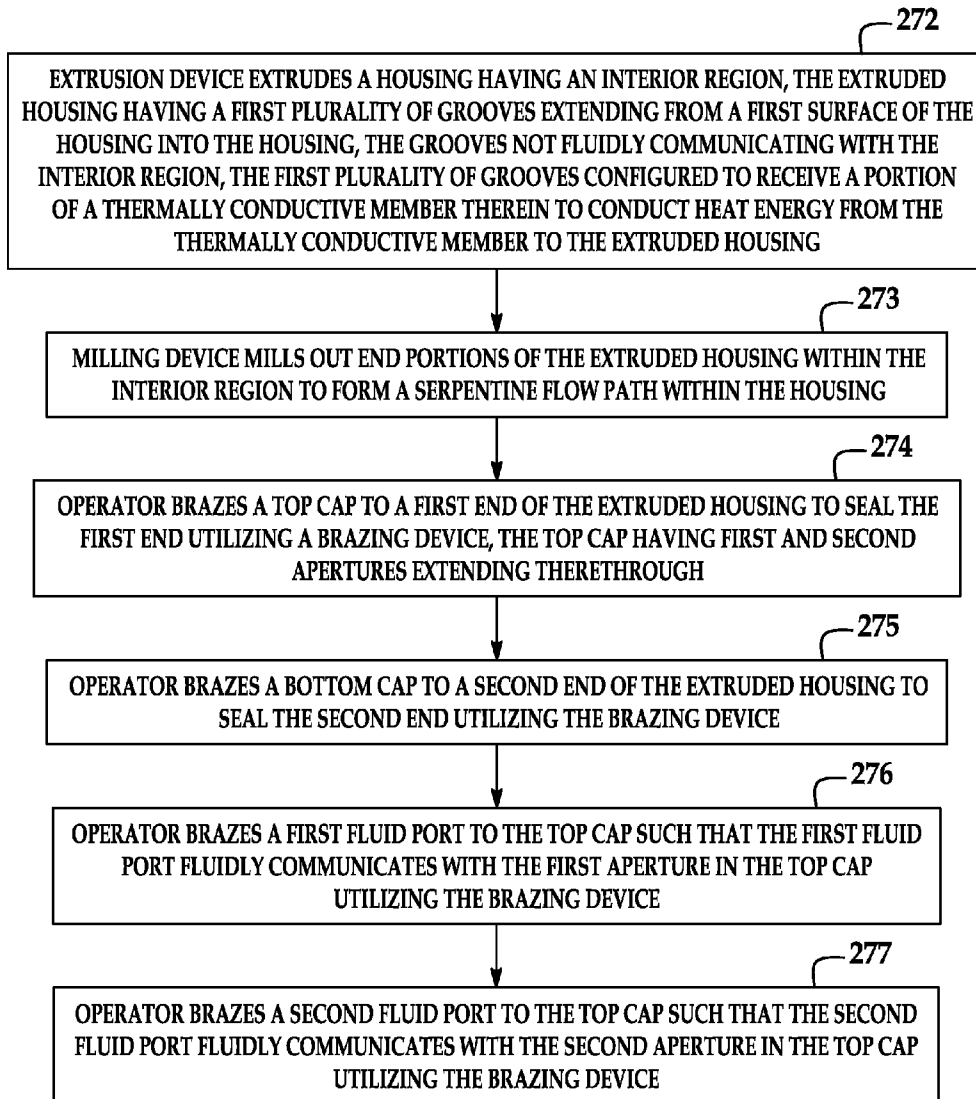 272
EXTRUSION DEVICE EXTRUDES A HOUSING HAVING AN INTERIOR REGION, THE EXTRUDED
HOUSING HAVING A FIRST PLURALITY OF GROOVES EXTENDING FROM A FIRST SURFACE OF THE
HOUSING INTO THE HOUSING, THE GROOVES NOT FLUIDLY COMMUNICATING WITH THE
INTERIOR REGION, THE FIRST PLURALITY OF GROOVES CONFIGURED TO RECEIVE A PORTION
OF A THERMALLY CONDUCTIVE MEMBER THEREIN TO CONDUCT HEAT ENERGY FROM THE
THERMALLY CONDUCTIVE MEMBER TO THE EXTRUDED HOUSING
273
MILLING DEVICE MILLS OUT END PORTIONS OF THE EXTRUDED HOUSING WITHIN THE
INTERIOR REGION TO FORM A SERPENTINE FLOW PATH WITHIN THE HOUSING
274
OPERATOR BRAZES A TOP CAP TO A FIRST END OF THE EXTRUDED HOUSING TO SEAL THE
FIRST END UTILIZING A BRAZING DEVICE, THE TOP CAP HAVING FIRST AND SECOND
APERTURES EXTENDING THERETHROUGH
275
OPERATOR BRAZES A BOTTOM CAP TO A SECOND END OF THE EXTRUDED HOUSING TO
SEAL THE SECOND END UTILIZING THE BRAZING DEVICE
276
OPERATOR BRAZES A FIRST FLUID PORT TO THE TOP CAP SUCH THAT THE FIRST FLUID
PORT FLUIDLY COMMUNICATES WITH THE FIRST APERTURE IN THE TOP CAP
UTILIZING THE BRAZING DEVICE
277
OPERATOR BRAZES A SECOND FLUID PORT TO THE TOP CAP SUCH THAT THE SECOND
FLUID PORT FLUIDLY COMMUNICATES WITH THE SECOND APERTURE IN THE TOP CAP
UTILIZING THE BRAZING DEVICE